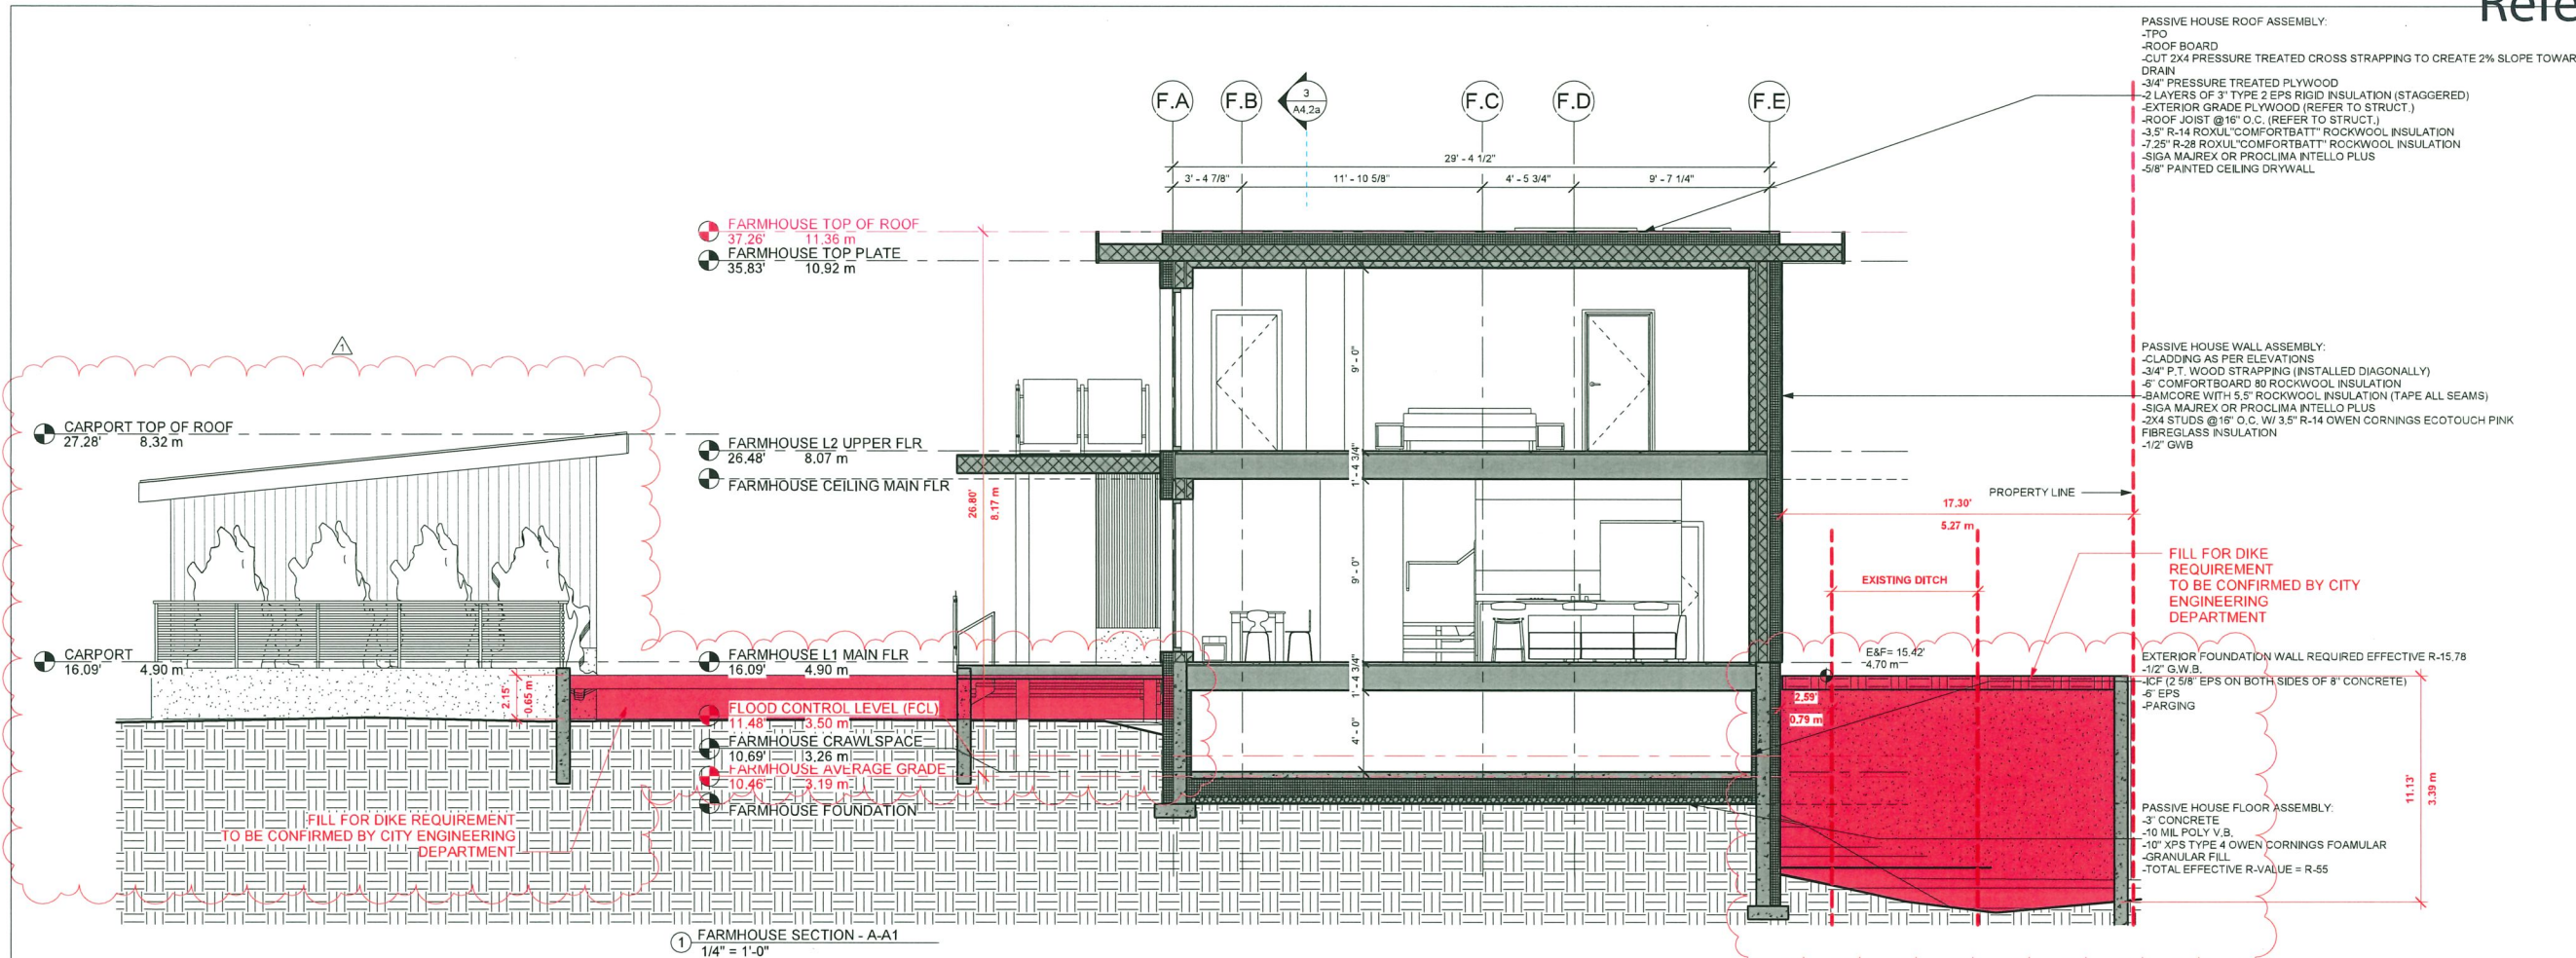 Refe
PASSIVE HOUSE ROOF ASSEMBLY:
-TPO
-ROOF BOARD
-CUT 2X4 PRESSURE TREATED CROSS STRAPPING TO CREATE 2% SLOPE TOWAR
DRAIN
-3/4" PRESSURE TREATED PLYWOOD
-2 LAYERS OF 3" TYPE 2 EPS RIGID INSULATION (STAGGERED)
-EXTERIOR GRADE PLYWOOD (REFER TO STRUCT.)
-ROOF JOIST @16" O.C. (REFER TO STRUCT.)
-3.5" R-14 ROXUL"COMFORTBATT" ROCKWOOL INSULATION
-7.25" R-28 ROXUL"COMFORTBATT" ROCKWOOL INSULATION
-SIGA MAJREX OR PROCLIMA INTELLO PLUS
-5/8" PAINTED CEILING DRYWALL
F.A
F.B
3
A4.2a
F.C
F.D
F.E
29' - 4 1/2"
3' - 4 7/8"
11' - 10 5/8"
4' - 5 3/4"
9' - 7 1/4"
FARMHOUSE TOP OF ROOF
37.26' 11.36 m
FARMHOUSE TOP PLATE
35.83' 10.92 m
1
PASSIVE HOUSE WALL ASSEMBLY:
-CLADDING AS PER ELEVATIONS
-3/4" P.T. WOOD STRAPPING (INSTALLED DIAGONALLY)
-6" COMFORTBOARD 80 ROCKWOOL INSULATION
-BAMCORE WITH 5.5" ROCKWOOL INSULATION (TAPE ALL SEAMS)
-SIGA MAJREX OR PROCLIMA INTELLO PLUS
-2X4 STUDS @16" O.C. W/ 3.5" R-14 OWEN CORNINGS ECOTOUCH PINK
FIBREGLASS INSULATION
-1/2" GWB
9' - 0"
CARPORT TOP OF ROOF
27.28' 8.32 m
FARMHOUSE L2 UPPER FLR
26.48' 8.07 m
FARMHOUSE CEILING MAIN FLR
1' - 4 3/4"
26.80'
8.17 m
PROPERTY LINE
17.30'
5.27 m
9' - 0"
EXISTING DITCH
FILL FOR DIKE
REQUIREMENT
TO BE CONFIRMED BY CITY
ENGINEERING
DEPARTMENT
CARPORT
16.09' 4.90 m
FARMHOUSE L1 MAIN FLR
16.09' 4.90 m
E&F= 15.42'
4.70 m
1' - 4 3/4"
EXTERIOR FOUNDATION WALL REQUIRED EFFECTIVE R-15.78
-1/2" G.W.B.
-ICF (2 5/8" EPS ON BOTH SIDES OF 8" CONCRETE)
-6" EPS
-PARGING
2.15'
0.65 m
2.59'
0.79 m
FLOOD CONTROL LEVEL (FCL)
11.48' 3.50 m
4' - 0"
FARMHOUSE CRAWLSPACE
10.69' 3.26 m
FARMHOUSE AVERAGE GRADE
10.46' 3.19 m
FARMHOUSE FOUNDATION
11.13'
3.39 m
FILL FOR DIKE REQUIREMENT
TO BE CONFIRMED BY CITY ENGINEERING
DEPARTMENT
PASSIVE HOUSE FLOOR ASSEMBLY:
-3" CONCRETE
-10 MIL POLY V.B.
-10" XPS TYPE 4 OWEN CORNINGS FOAMULAR
-GRANULAR FILL
-TOTAL EFFECTIVE R-VALUE = R-55
1 FARMHOUSE SECTION - A-A1
1/4" = 1'-0"